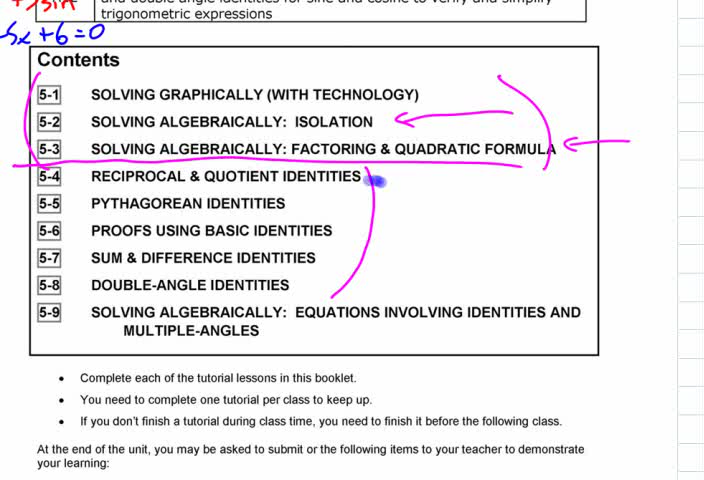 and double angle identities for sine and cosine to verify and simplify
trigonometric expressions
5x + 6 = 0
Contents
5-1 SOLVING GRAPHICALLY (WITH TECHNOLOGY)
5-2 SOLVING ALGEBRAICALLY: ISOLATION
5-3 SOLVING ALGEBRAICALLY: FACTORING & QUADRATIC FORMULA
5-4 RECIPROCAL & QUOTIENT IDENTITIES
5-5 PYTHAGOREAN IDENTITIES
5-6 PROOFS USING BASIC IDENTITIES
5-7 SUM & DIFFERENCE IDENTITIES
5-8 DOUBLE-ANGLE IDENTITIES
5-9 SOLVING ALGEBRAICALLY: EQUATIONS INVOLVING IDENTITIES AND
MULTIPLE-ANGLES
• Complete each of the tutorial lessons in this booklet.
• You need to complete one tutorial per class to keep up.
• If you don't finish a tutorial during class time, you need to finish it before the following class.
At the end of the unit, you may be asked to submit or the following items to your teacher to demonstrate
your learning: